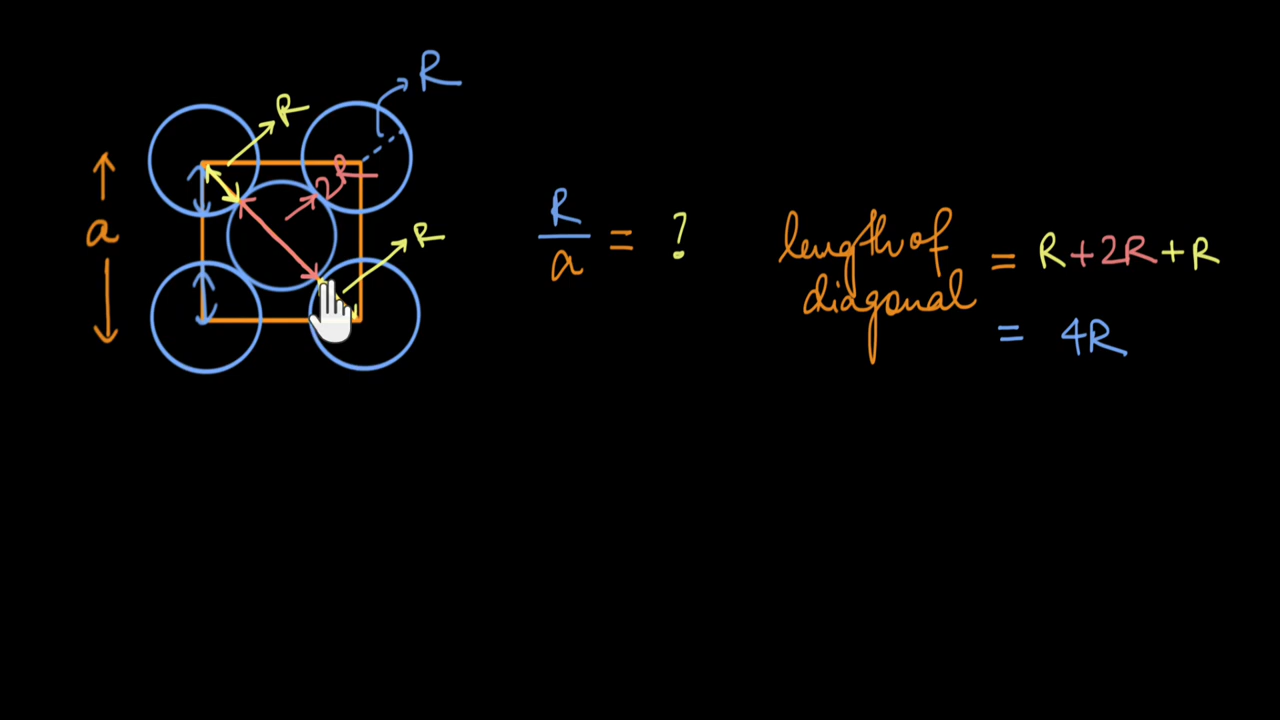 R
R
2R
a
R
R/a = ?
length of diagonal = R+2R+R
= 4R